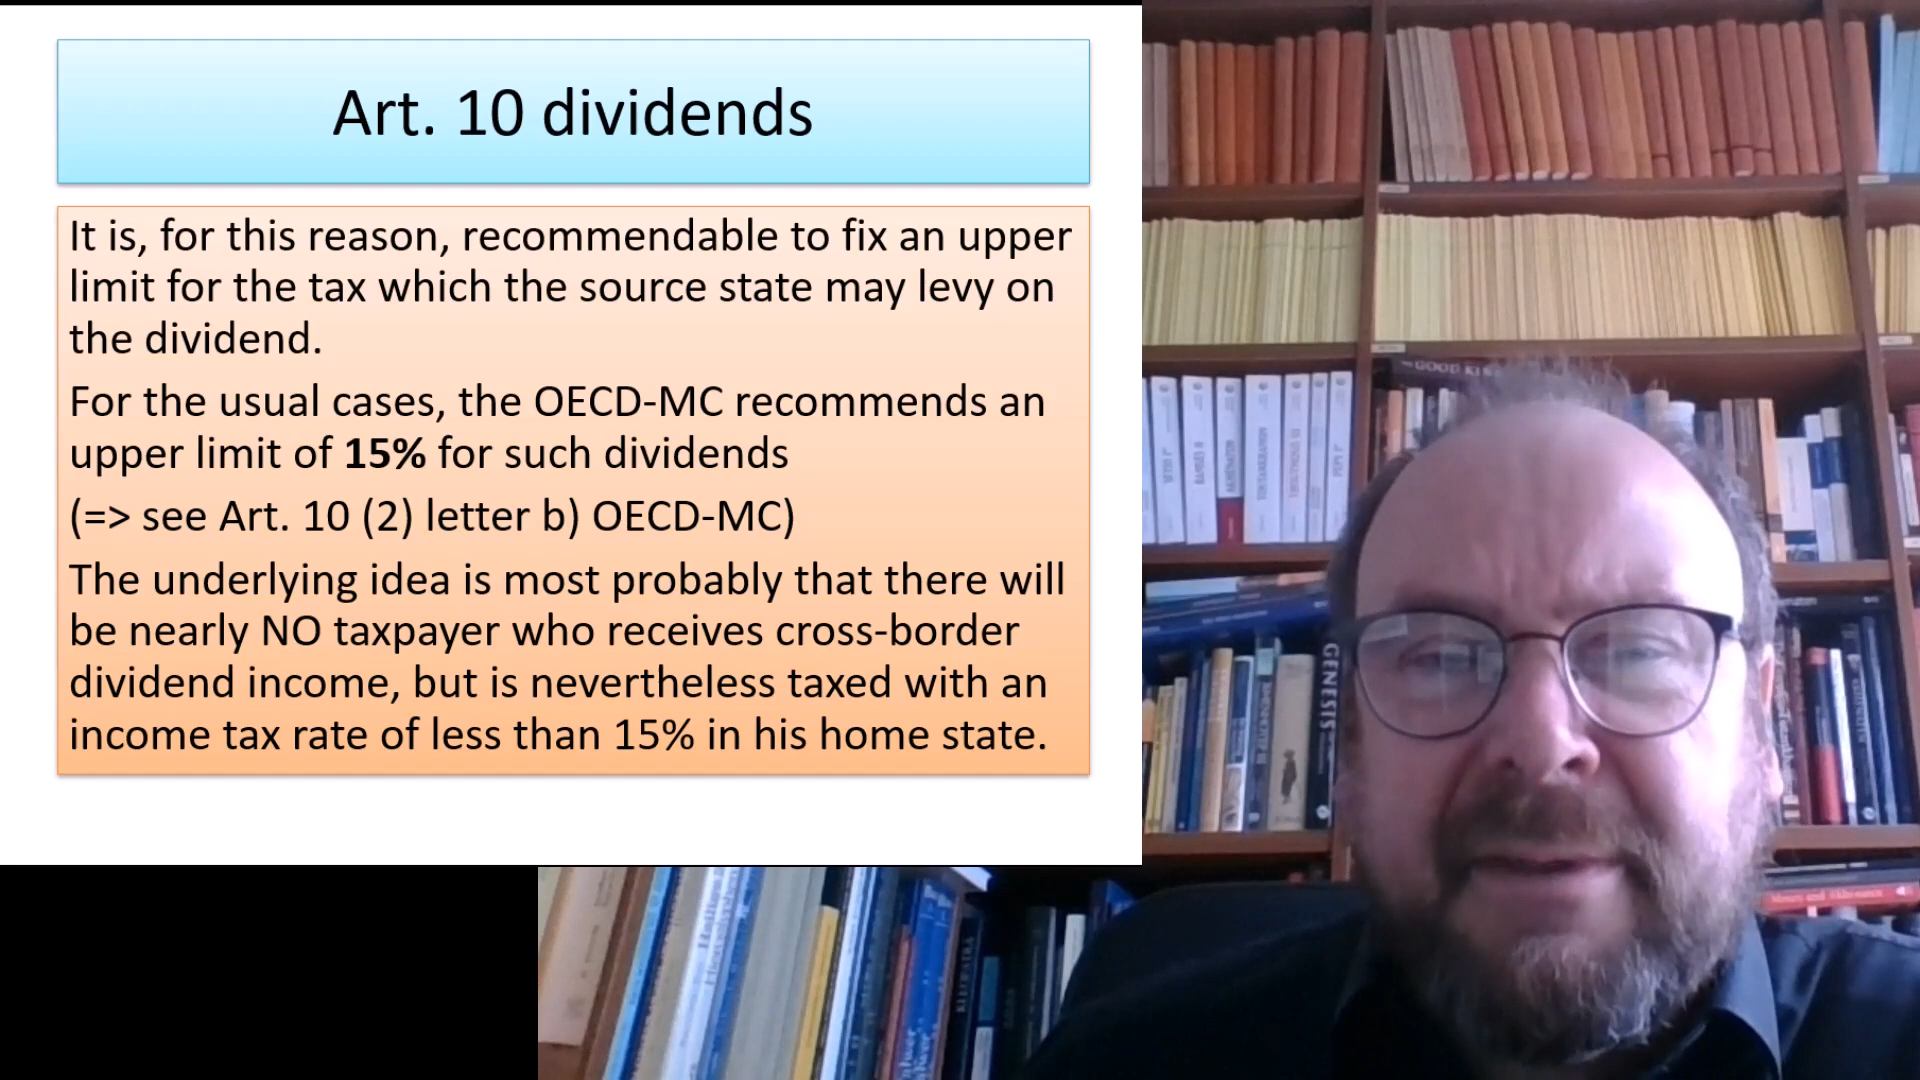 Art. 10 dividends
It is, for this reason, recommendable to fix an upper
limit for the tax which the source state may levy on
the dividend.
For the usual cases, the OECD-MC recommends an
upper limit of 15% for such dividends
(=> see Art. 10 (2) letter b) OECD-MC)
The underlying idea is most probably that there will
be nearly NO taxpayer who receives cross-border
dividend income, but is nevertheless taxed with an
income tax rate of less than 15% in his home state.
GENESIS